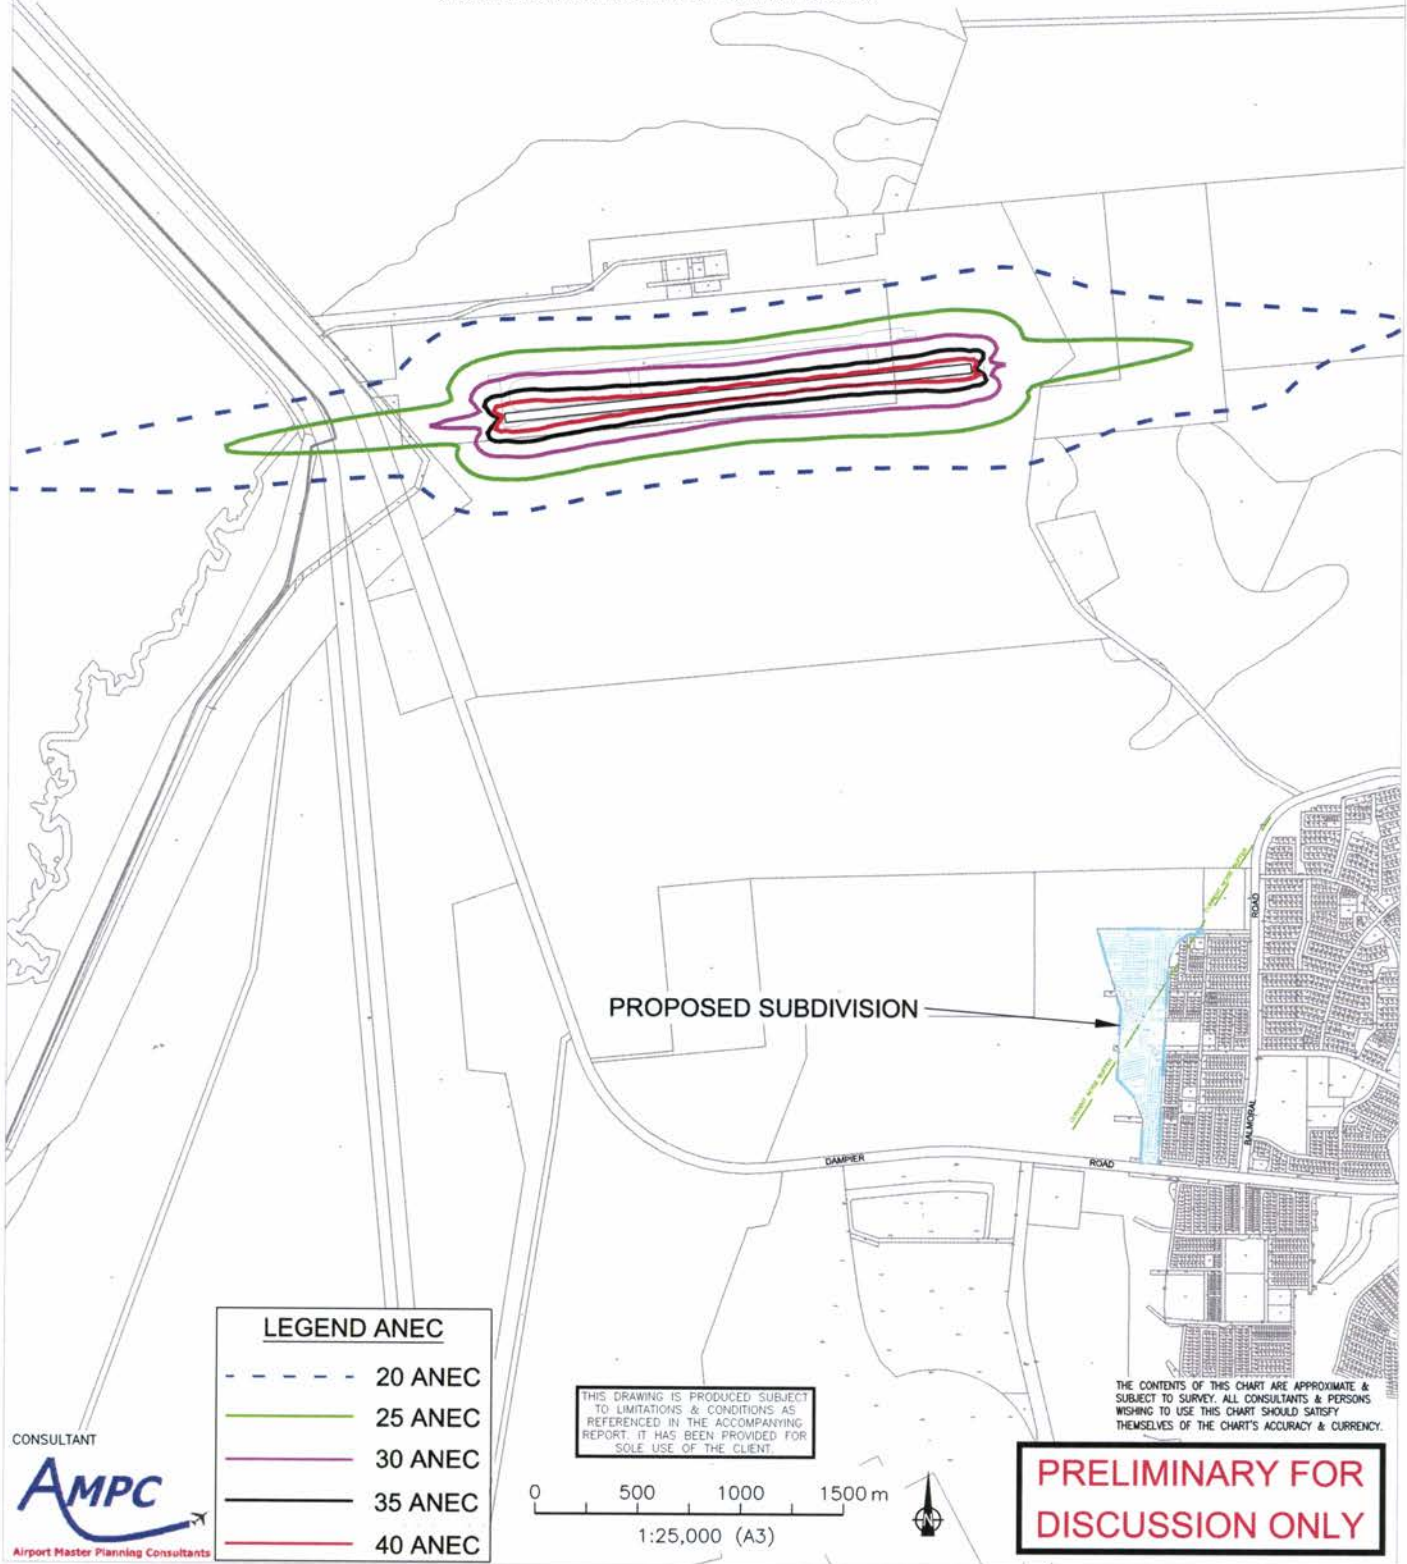 PROPOSED SUBDIVISION
ROAD
BALMORAL
DAMPIER
ROAD
LEGEND ANEC
20 ANEC
25 ANEC
30 ANEC
35 ANEC
40 ANEC
CONSULTANT
AMPC
Airport Master Planning Consultants
THIS DRAWING IS PRODUCED SUBJECT
TO LIMITATIONS & CONDITIONS AS
REFERENCED IN THE ACCOMPANYING
REPORT. IT HAS BEEN PROVIDED FOR
SOLE USE OF THE CLIENT.
0 500 1000 1500 m
1:25,000 (A3)
N
THE CONTENTS OF THIS CHART ARE APPROXIMATE &
SUBJECT TO SURVEY. ALL CONSULTANTS & PERSONS
WISHING TO USE THIS CHART SHOULD SATISFY
THEMSELVES OF THE CHART'S ACCURACY & CURRENCY.
PRELIMINARY FOR
DISCUSSION ONLY